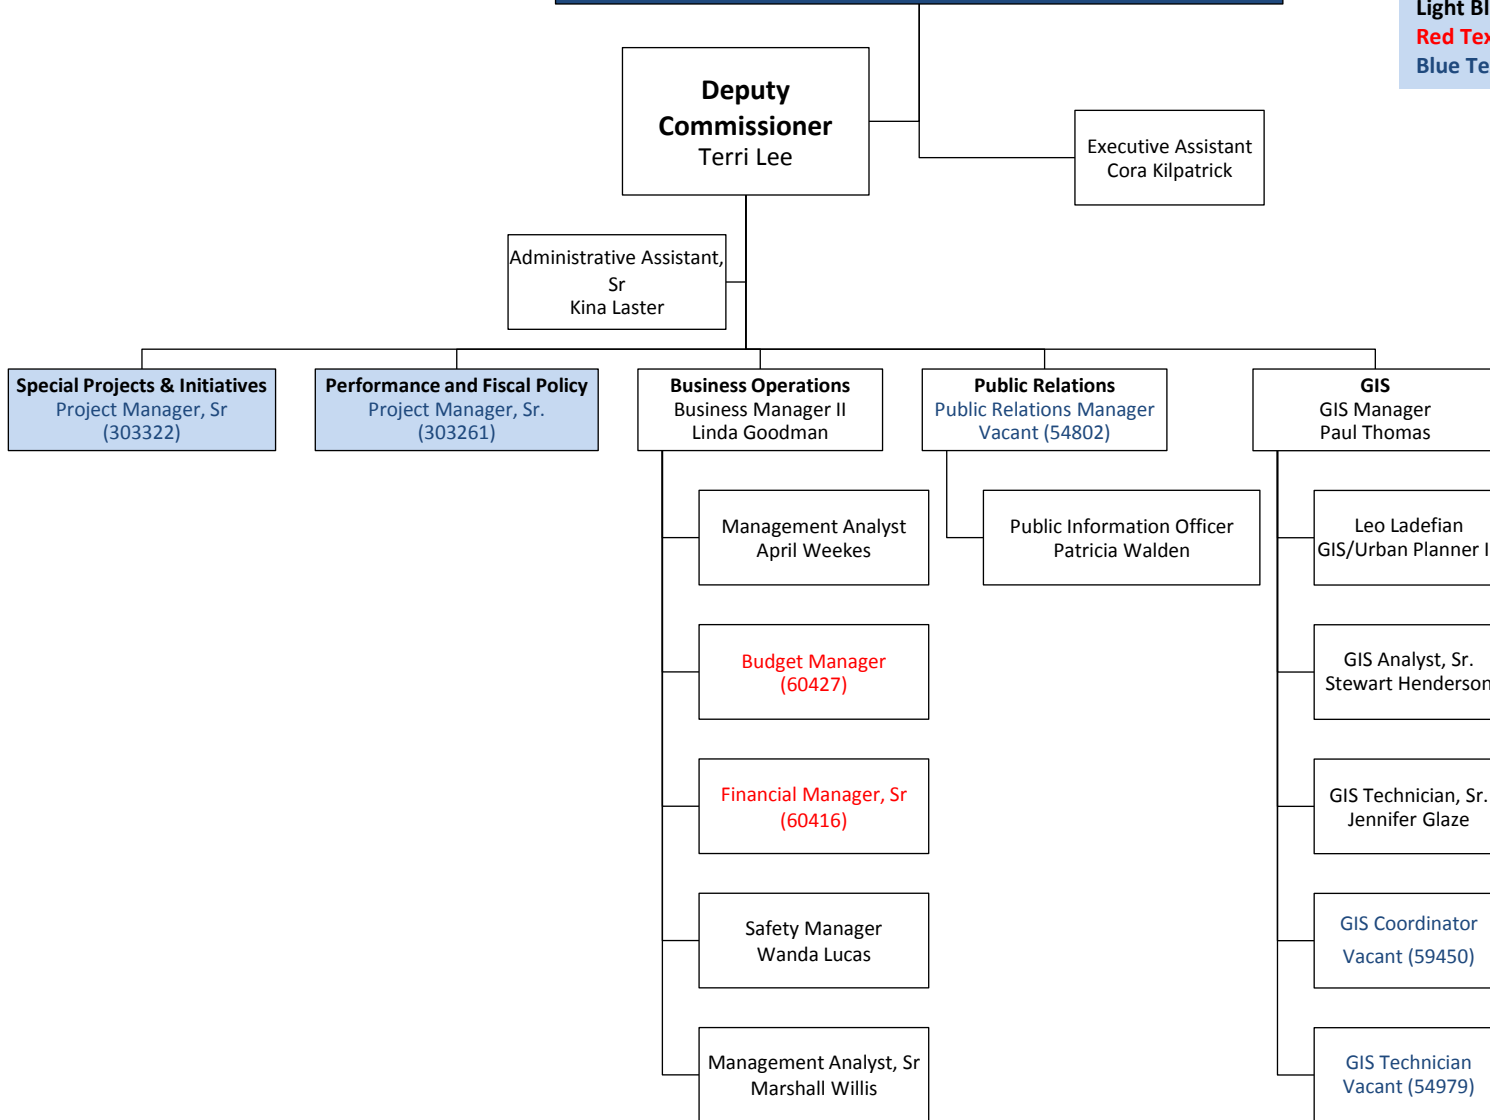 Light Bl
Red Tex
Blue Te
Deputy
Commissioner
Terri Lee
Executive Assistant
Cora Kilpatrick
Administrative Assistant,
Sr
Kina Laster
Special Projects & Initiatives
Project Manager, Sr
(303322)
Performance and Fiscal Policy
Project Manager, Sr.
(303261)
Business Operations
Business Manager II
Linda Goodman
Public Relations
Public Relations Manager
Vacant (54802)
GIS
GIS Manager
Paul Thomas
Management Analyst
April Weekes
Budget Manager
(60427)
Financial Manager, Sr
(60416)
Safety Manager
Wanda Lucas
Management Analyst, Sr
Marshall Willis
Public Information Officer
Patricia Walden
Leo Ladefian
GIS/Urban Planner I
GIS Analyst, Sr.
Stewart Henderson
GIS Technician, Sr.
Jennifer Glaze
GIS Coordinator
Vacant (59450)
GIS Technician
Vacant (54979)